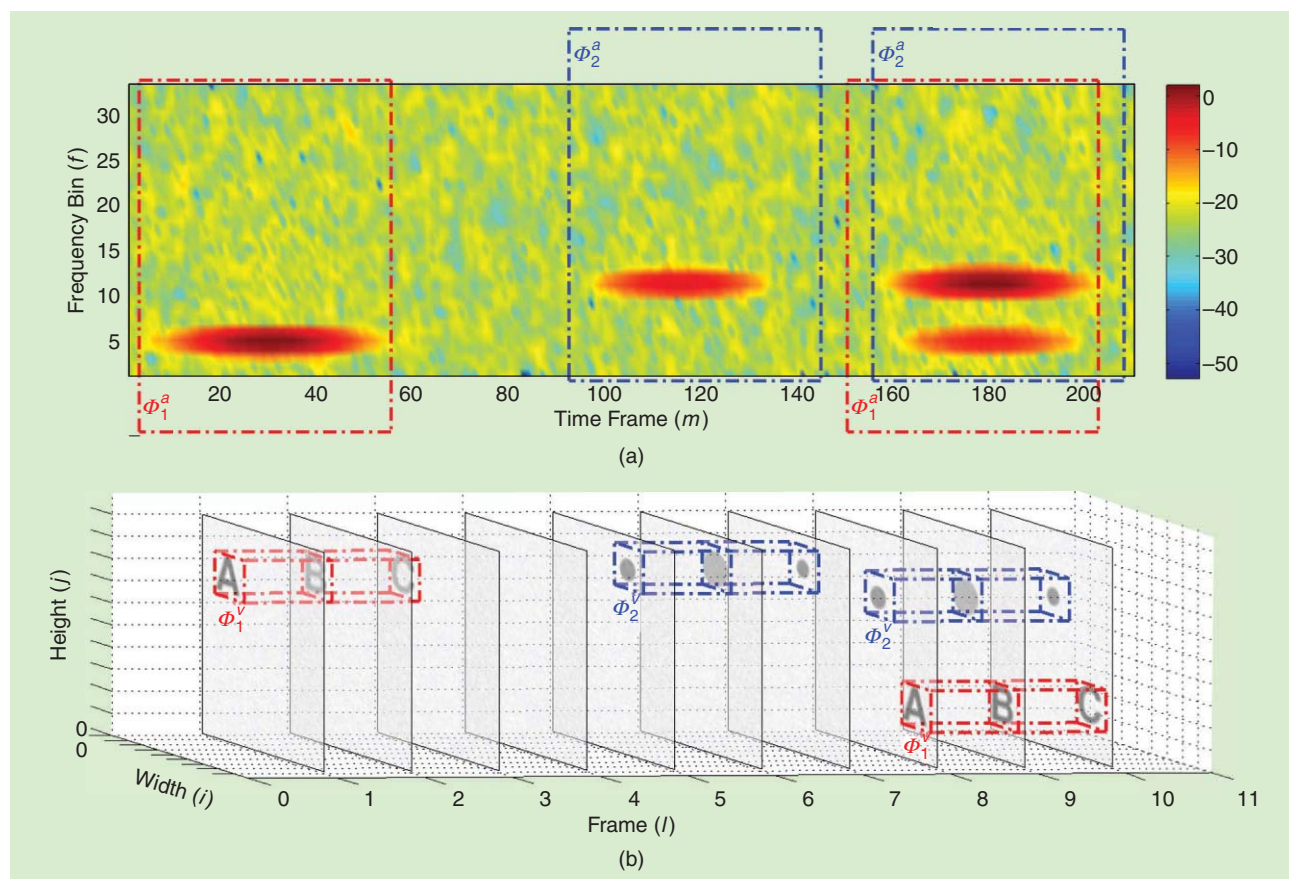 Φ₂ᵃ Φ₂ᵃ
Frequency Bin (f)
30
25
20
15
10
5
0
–10
–20
–30
–40
–50
20 40 60 80 100 120 140 160 180 200
Φ₁ᵃ Φ₁ᵃ
Time Frame (m)
(a)
Height (j)
A B C
Φ₁ᵛ Φ₂ᵛ Φ₂ᵛ
A B C
Φ₁ᵛ
0
0
Width (i)
0 1 2 3 4 5 6 7 8 9 10 11
Frame (l)
(b)